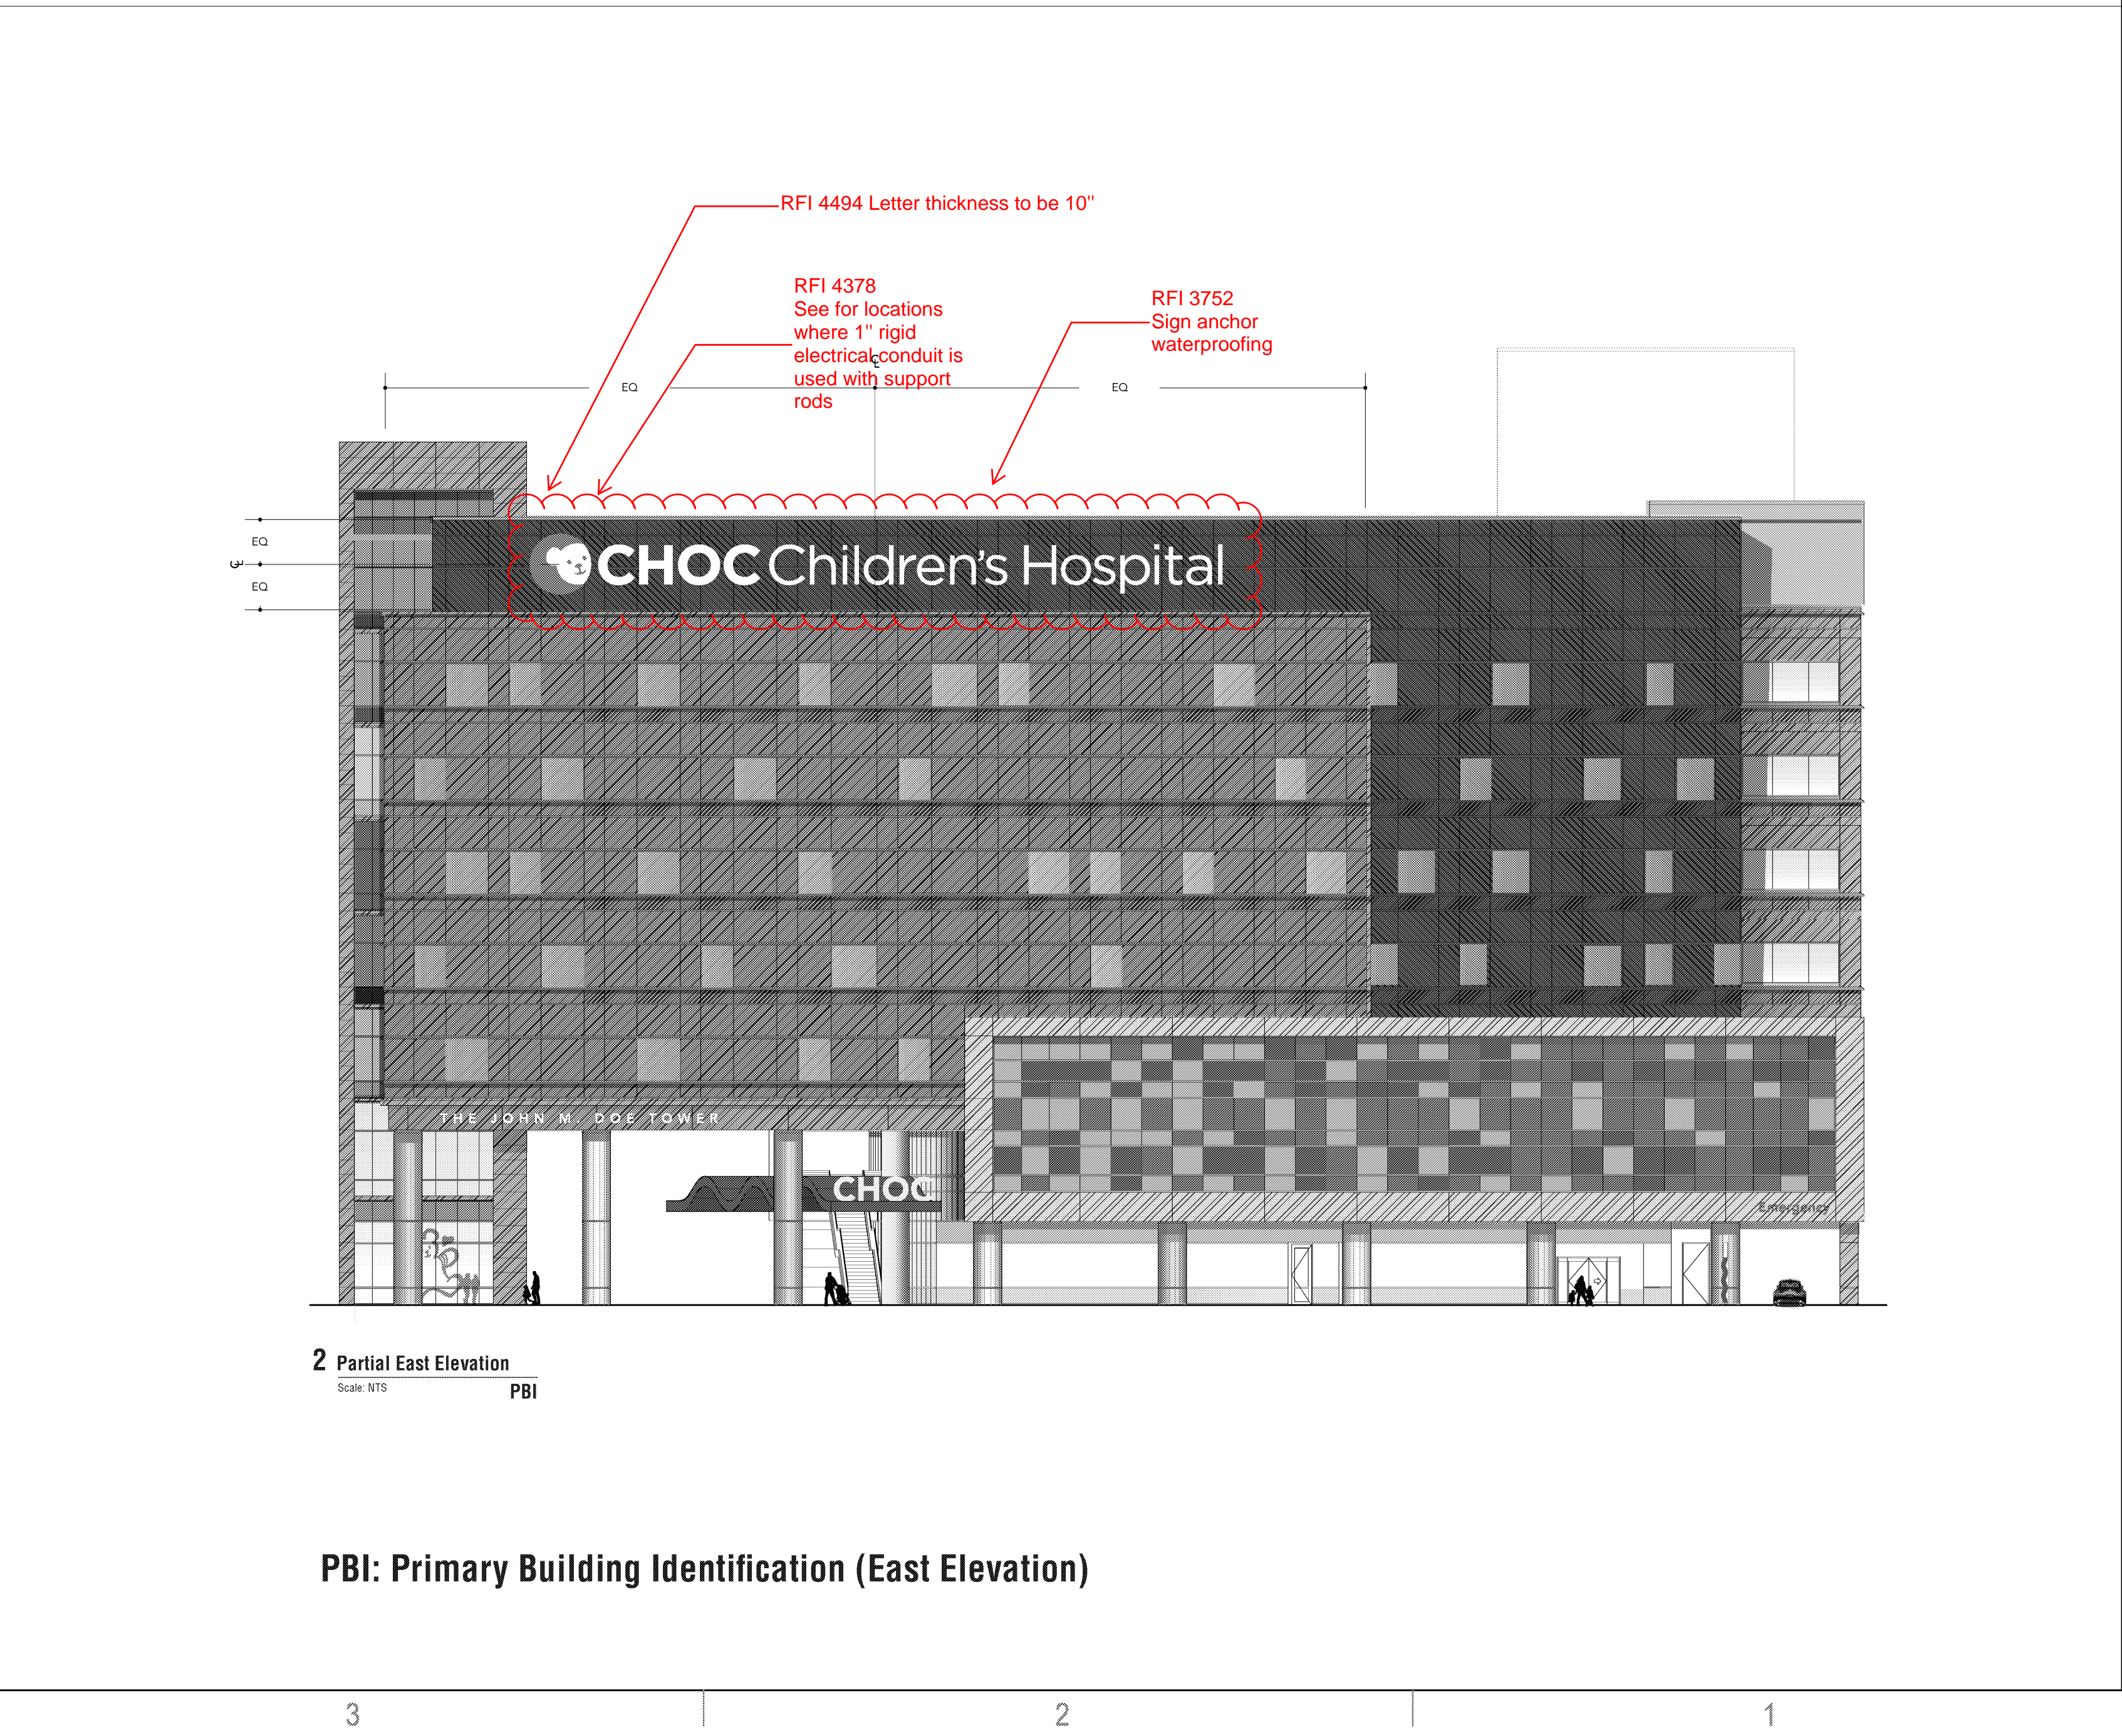 RFI 4494 Letter thickness to be 10"
RFI 4378
See for locations
where 1" rigid
electrical conduit is
used with support
rods
RFI 3752
Sign anchor
waterproofing
℄
EQ
EQ
EQ
℄
EQ
CHOC Children's Hospital
THE JOHN M. DOE TOWER
CHOC
Emergency
2 Partial East Elevation
Scale: NTS
PBI
PBI: Primary Building Identification (East Elevation)
3
2
1